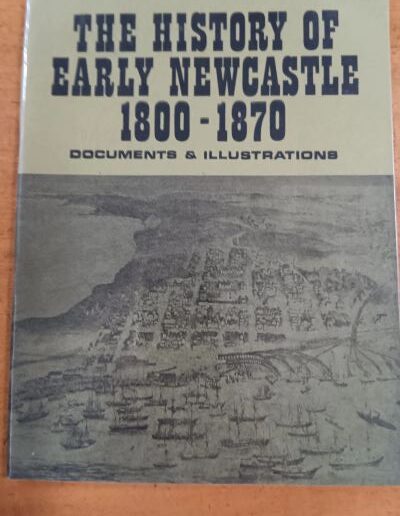 THE HISTORY OF
EARLY NEWCASTLE
1800-1870
DOCUMENTS & ILLUSTRATIONS